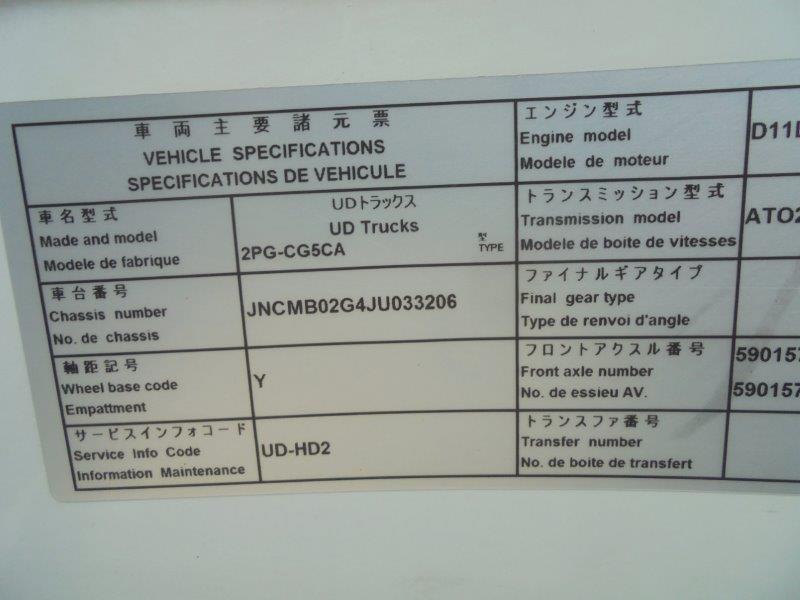 車両主要諸元票
VEHICLE SPECIFICATIONS
SPECIFICATIONS DE VEHICULE
車名型式
Made and model
Modele de fabrique
UDトラックス
UD Trucks
2PG-CG5CA
型
TYPE
車台番号
Chassis number
No. de chassis
JNCMB02G4JU033206
軸距記号
Wheel base code
Empattment
Y
サービスインフォコード
Service Info Code
Information Maintenance
UD-HD2
エンジン型式
Engine model
Modele de moteur
D11
トランスミッション型式
Transmission model
Modele de boite de vitesses
ATO2
ファイナルギアタイプ
Final gear type
Type de renvoi d'angle
フロントアクスル番号
Front axle number
No. de essieu AV.
590157
590157
トランスファ番号
Transfer number
No. de boite de transfert